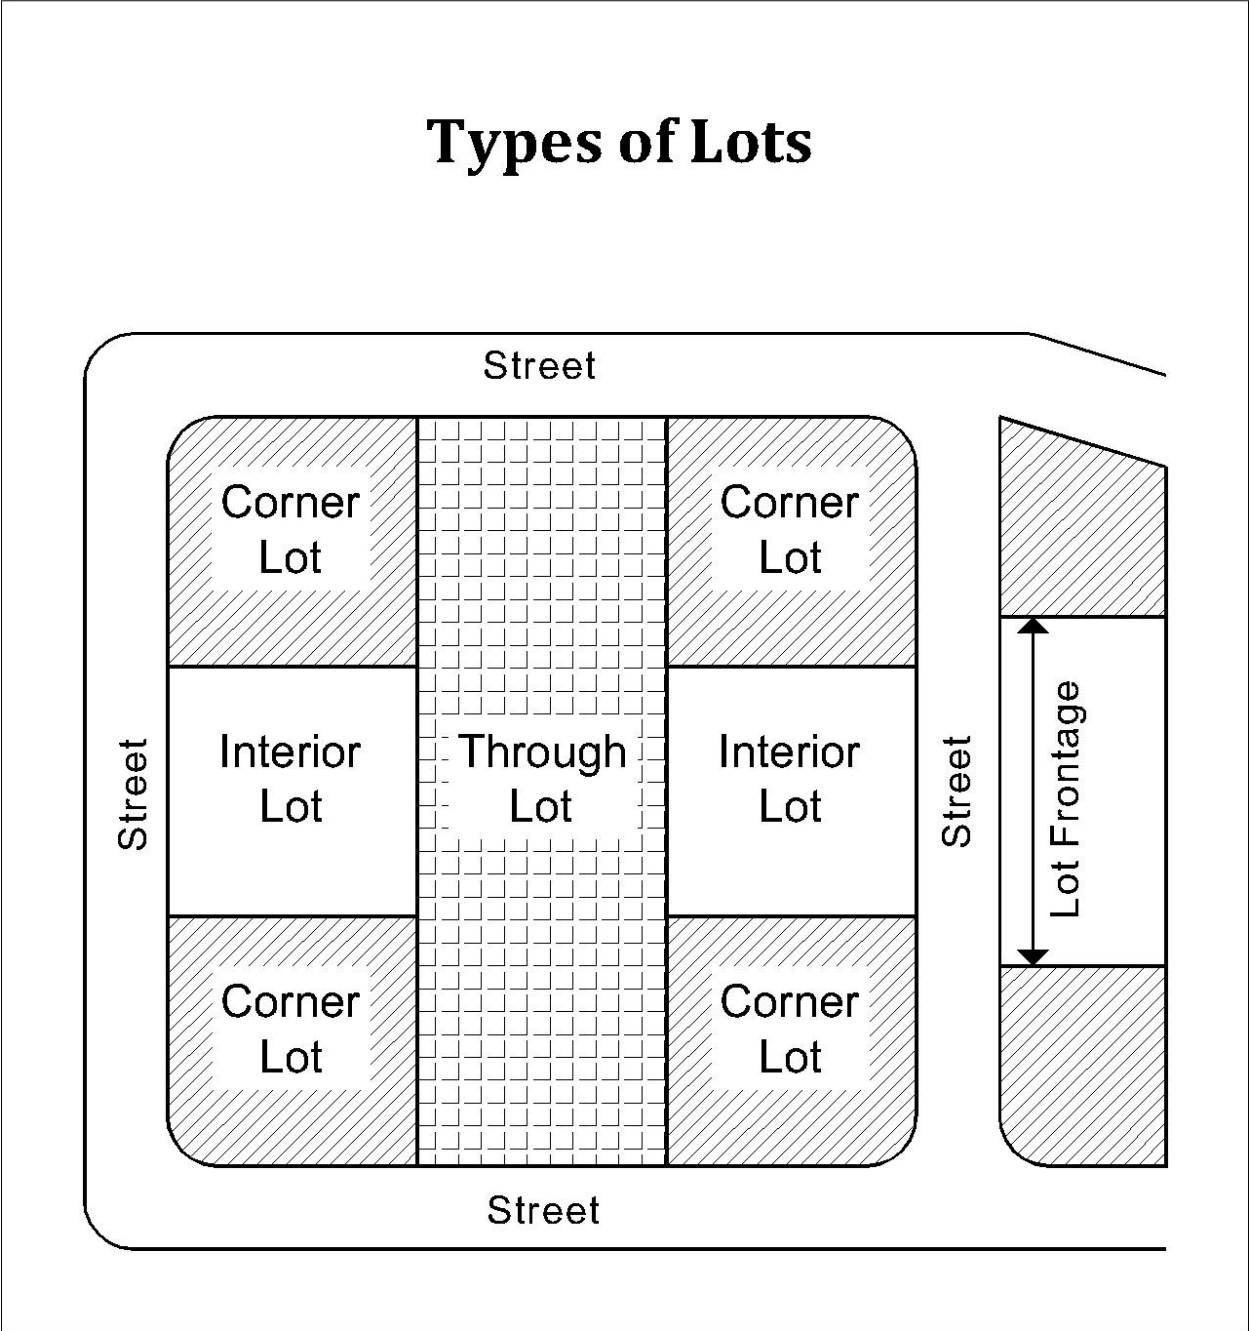 Types of Lots
Street
Corner
Lot
Corner
Lot
Interior
Lot
Through
Lot
Interior
Lot
Street
Street
Lot Frontage
Corner
Lot
Corner
Lot
Street